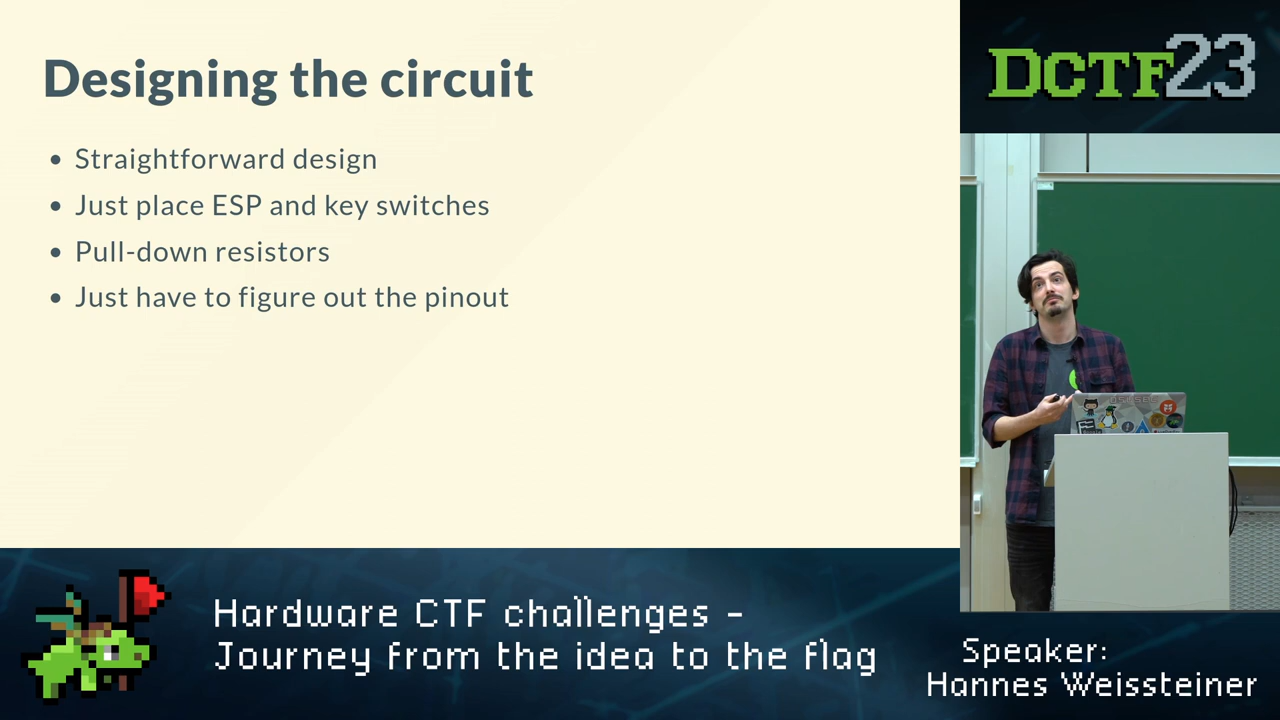 Designing the circuit
Straightforward design
Just place ESP and key switches
Pull-down resistors
Just have to figure out the pinout
DCTF23
Hardware CTF challenges -
Journey from the idea to the flag
Speaker:
Hannes Weissteiner